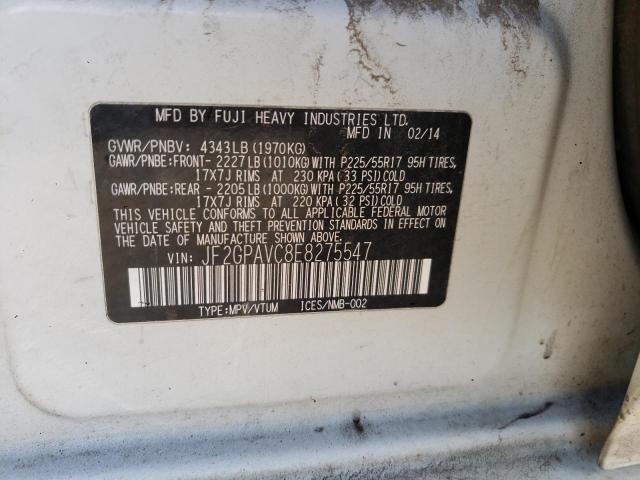 MFD BY FUJI HEAVY INDUSTRIES LTD.
MFD IN 02/14
GVWR/PNBV: 4343LB (1970KG)
GAWR/PNBE:FRONT- 2227LB (1010KG) WITH P225/55R17 95H TIRES,
17X7J RIMS AT 230 KPA (33 PSI) COLD
GAWR/PNBE:REAR - 2205LB (1000KG) WITH P225/55R17 95H TIRES,
17X7J RIMS AT 220 KPA (32 PSI) COLD
THIS VEHICLE CONFORMS TO ALL APPLICABLE FEDERAL MOTOR
VEHICLE SAFETY AND THEFT PREVENTION STANDARDS IN EFFECT ON
THE DATE OF MANUFACTURE SHOWN ABOVE.
VIN: JF2GPAVC8E8275547
TYPE:MPV/VTUM ICES/NMB-002